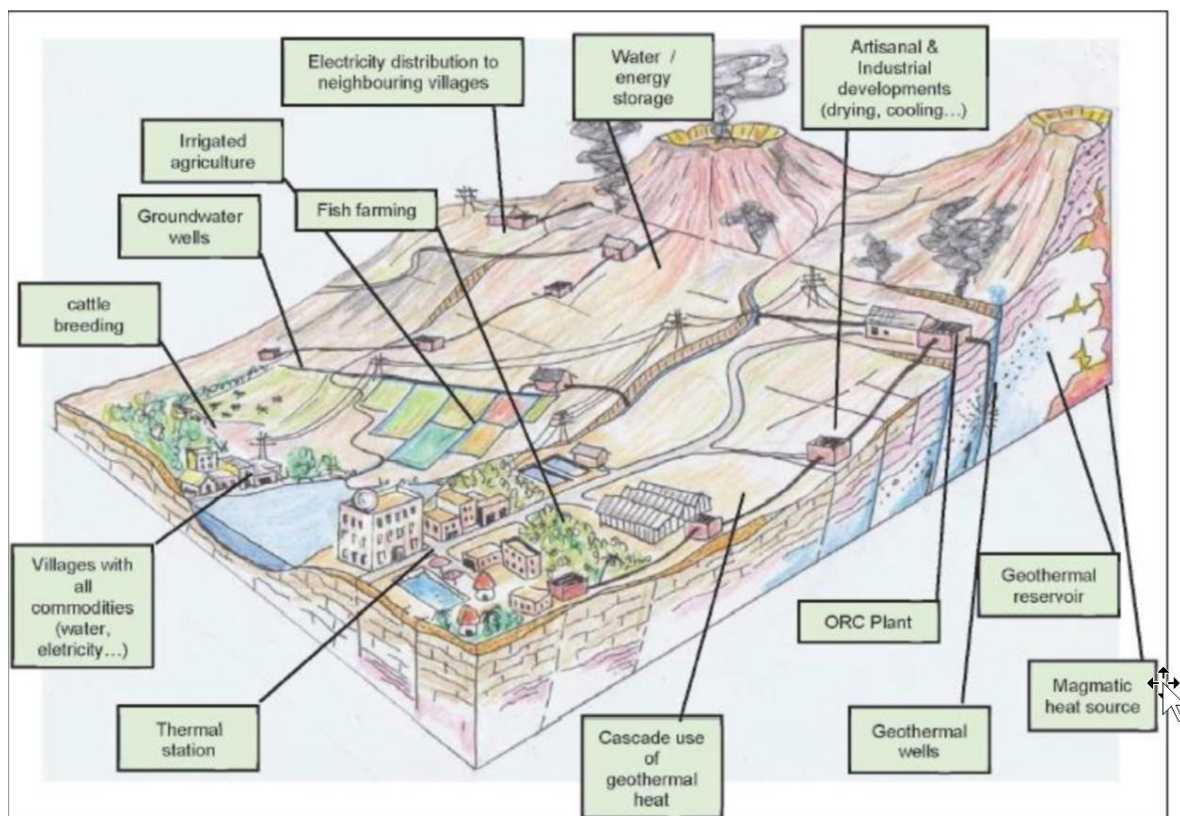 Electricity distribution to
neighbouring villages
Water /
energy
storage
Artisanal &
Industrial
developments
(drying, cooling...)
Irrigated
agriculture
Fish farming
Groundwater
wells
cattle
breeding
Villages with
all
commodities
(water,
eletricity...)
Thermal
station
Cascade use
of
geothermal
heat
ORC Plant
Geothermal
wells
Geothermal
reservoir
Magmatic
heat source